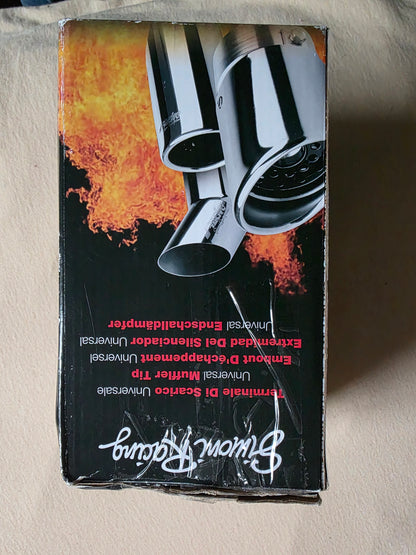 Simoni Racing
Terminale Di Scarico Universale
Universal Muffler Tip
Embout D'échappement Universel
Extremidad Del Silenciador Universal
Universal Endschalldämpfer